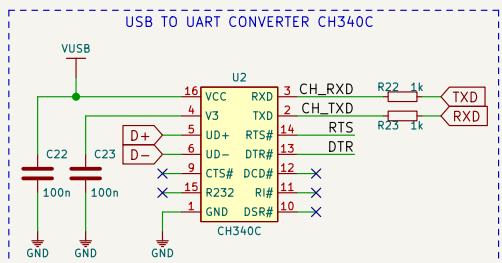 USB TO UART CONVERTER CH340C
VUSB
U2
16 VCC RXD 3 CH_RXD R22 1k TXD
4 V3 TXD 2 CH_TXD R23 1k RXD
D+ 5 UD+ RTS# 14 RTS
D- 6 UD- DTR# 13 DTR
C22 C23 9 CTS# DCD# 12
100n 100n 15 R232 RI# 11
1 GND DSR# 10
CH340C
GND GND GND